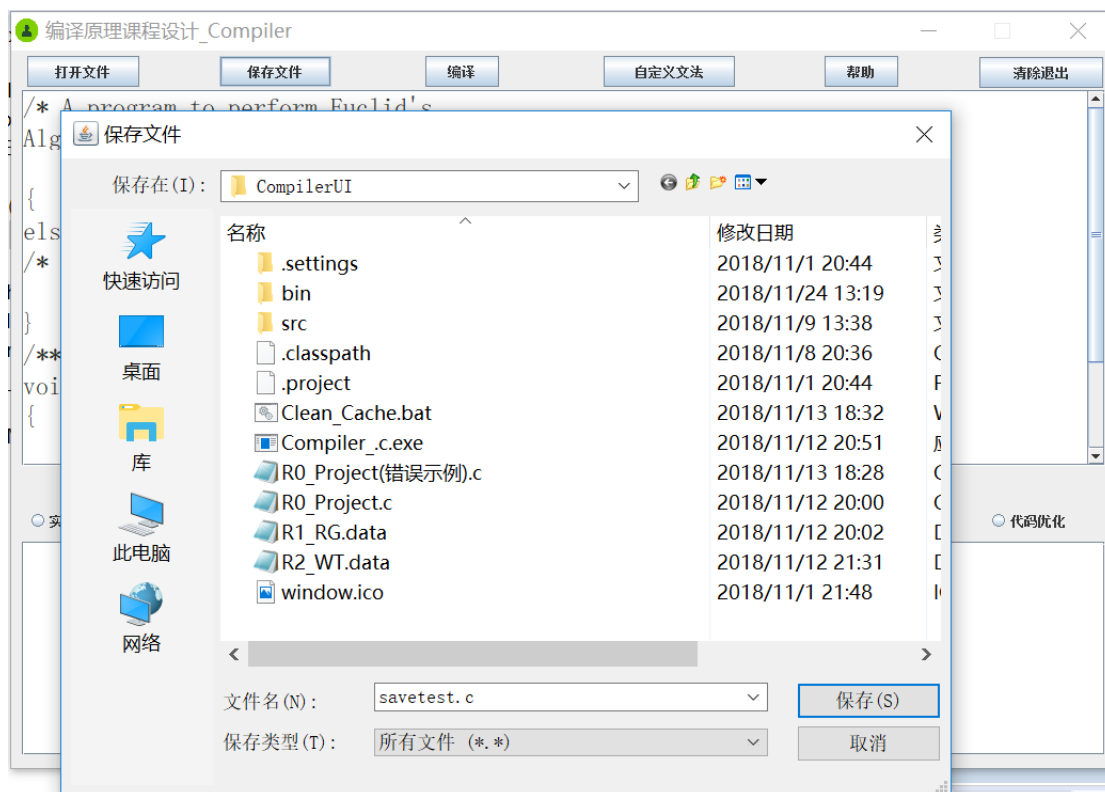 编译原理课程设计_Compiler
打开文件 保存文件 编译 自定义文法 帮助 清除退出
/* A program to perform Euclid's
Alg
{
els
/*
}
/**
voi
{
保存文件
保存在(I): CompilerUI
名称 修改日期
快速访问
桌面
库
此电脑
网络
.settings 2018/11/1 20:44
bin 2018/11/24 13:19
src 2018/11/9 13:38
.classpath 2018/11/8 20:36
.project 2018/11/1 20:44
Clean_Cache.bat 2018/11/13 18:32
Compiler_.c.exe 2018/11/12 20:51
R0_Project(错误示例).c 2018/11/13 18:28
R0_Project.c 2018/11/12 20:00
R1_RG.data 2018/11/12 20:02
R2_WT.data 2018/11/12 21:31
window.ico 2018/11/1 21:48
文件名(N): savetest.c 保存(S)
保存类型(T): 所有文件 (*.*) 取消
代码优化